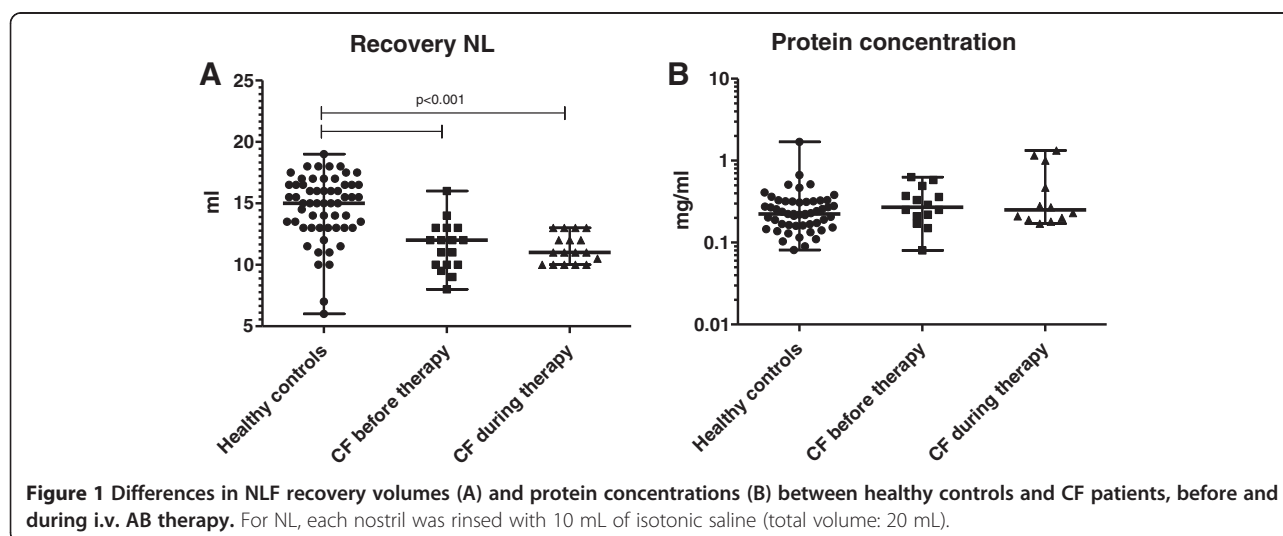 Recovery NL
A
25
20
15
10
5
ml
p<0.001
Healthy controls
CF before therapy
CF during therapy
Protein concentration
B
10
1
0.1
0.01
mg/ml
Healthy controls
CF before therapy
CF during therapy
Figure 1 Differences in NLF recovery volumes (A) and protein concentrations (B) between healthy controls and CF patients, before and
during i.v. AB therapy. For NL, each nostril was rinsed with 10 mL of isotonic saline (total volume: 20 mL).